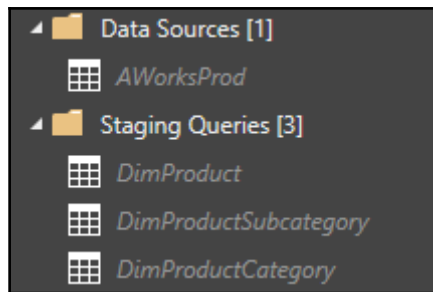 Data Sources [1]
AWorksProd
Staging Queries [3]
DimProduct
DimProductSubcategory
DimProductCategory